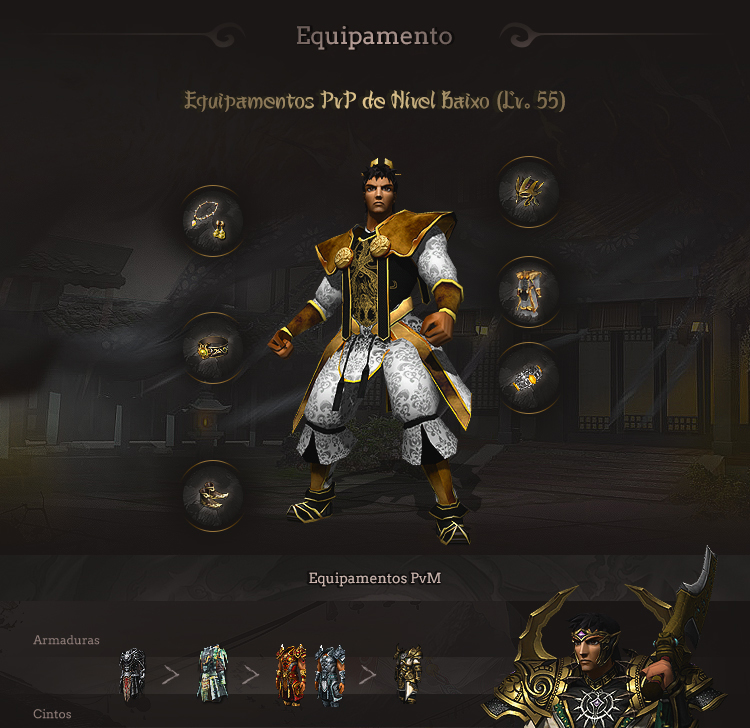 Equipamento
Equipamentos PvP de Nível Baixo (Lv. 55)
Equipamentos PvM
Armaduras
Cintos